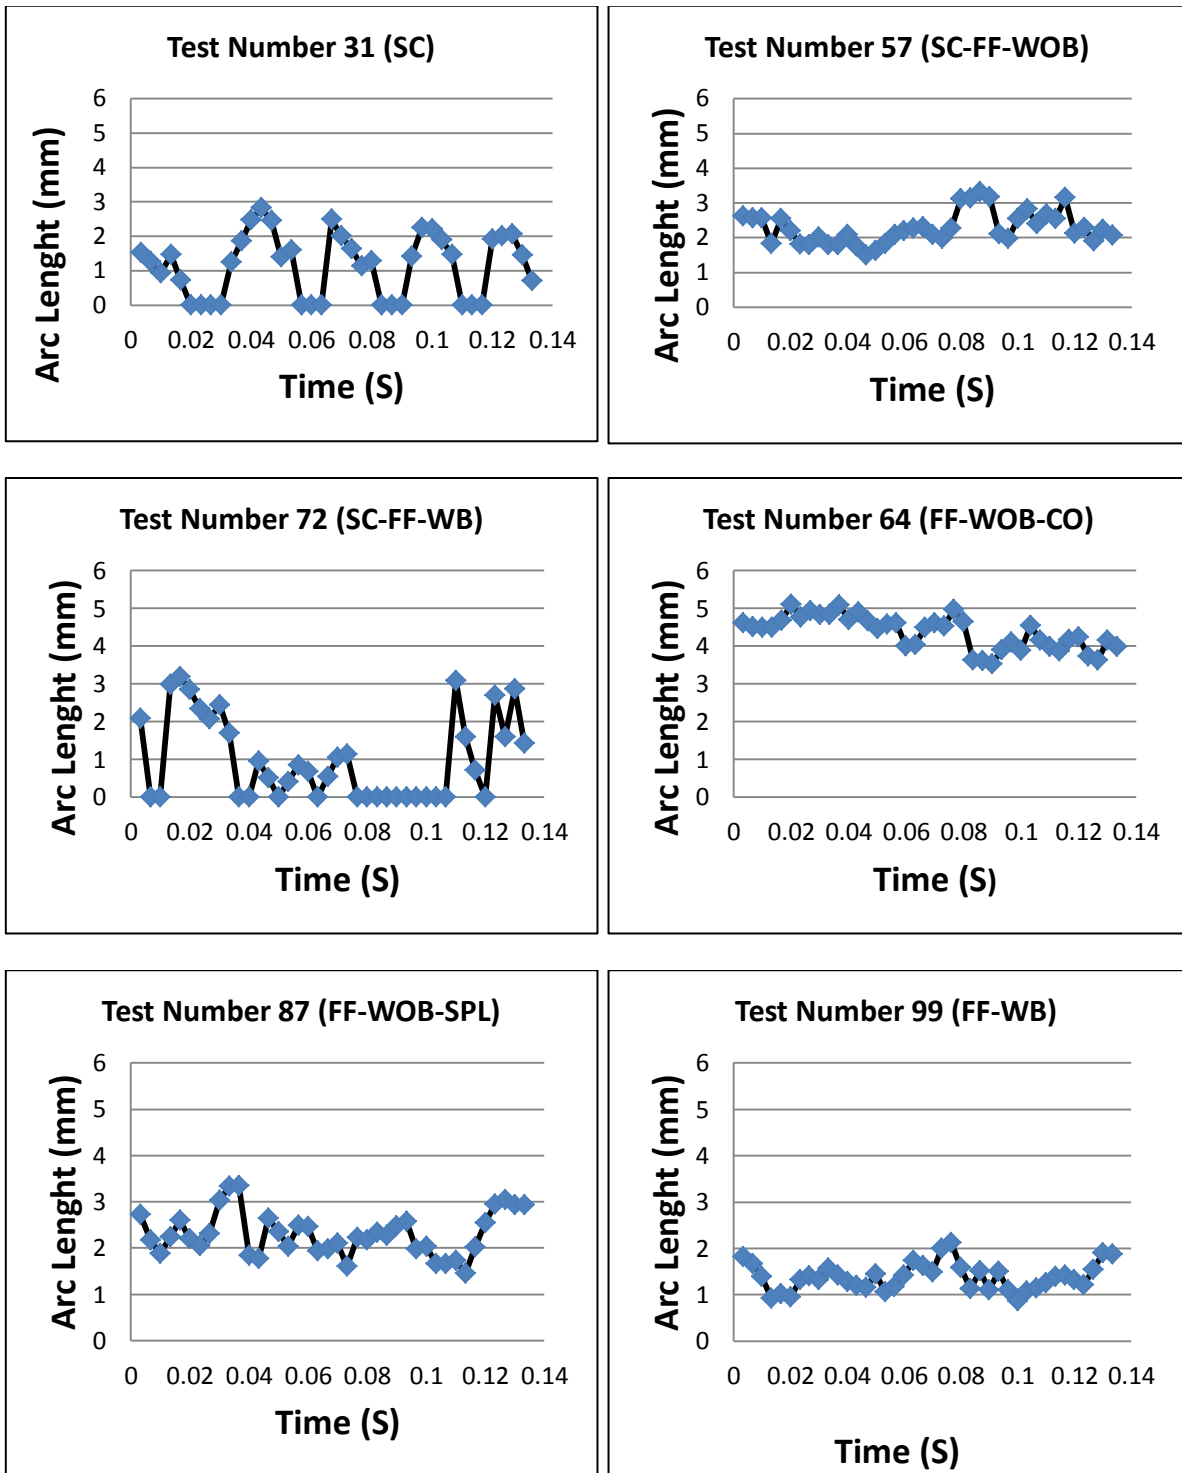 Test Number 31 (SC)
Arc Lenght (mm)
6
5
4
3
2
1
0
0 0.02 0.04 0.06 0.08 0.1 0.12 0.14
Time (S)
Test Number 57 (SC-FF-WOB)
Arc Lenght (mm)
6
5
4
3
2
1
0
0 0.02 0.04 0.06 0.08 0.1 0.12 0.14
Time (S)
Test Number 72 (SC-FF-WB)
Arc Lenght (mm)
6
5
4
3
2
1
0
0 0.02 0.04 0.06 0.08 0.1 0.12 0.14
Time (S)
Test Number 64 (FF-WOB-CO)
Arc Lenght (mm)
6
5
4
3
2
1
0
0 0.02 0.04 0.06 0.08 0.1 0.12 0.14
Time (S)
Test Number 87 (FF-WOB-SPL)
Arc Lenght (mm)
6
5
4
3
2
1
0
0 0.02 0.04 0.06 0.08 0.1 0.12 0.14
Time (S)
Test Number 99 (FF-WB)
Arc Lenght (mm)
6
5
4
3
2
1
0
0 0.02 0.04 0.06 0.08 0.1 0.12 0.14
Time (S)